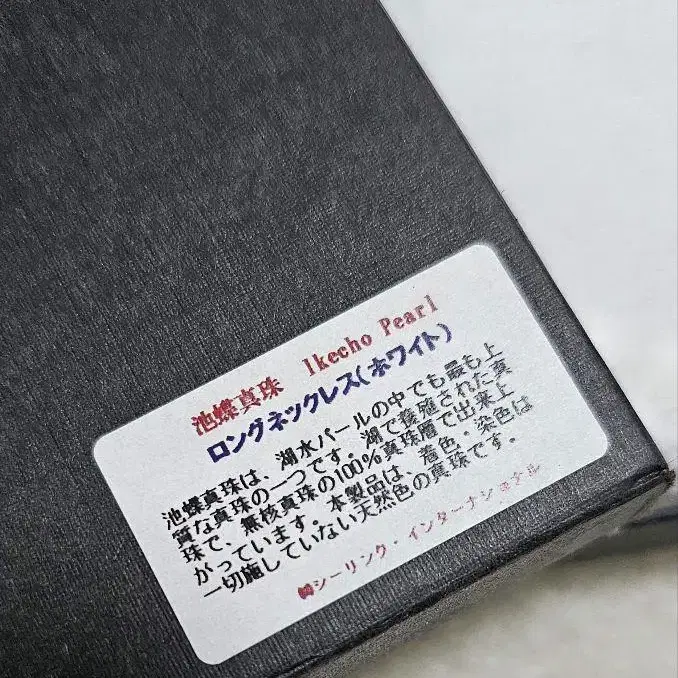 池蝶真珠 Ikecho Pearl
ロングネックレス(ホワイト)
池蝶真珠は、湖水パールの中でも最も上
質な真珠の一つです。湖で養殖された真
珠で、無核真珠の100%真珠層で出来上
がっています。本製品は、着色・染色は
一切施していない天然色の真珠です。
㈱シーリンク・インターナショナル